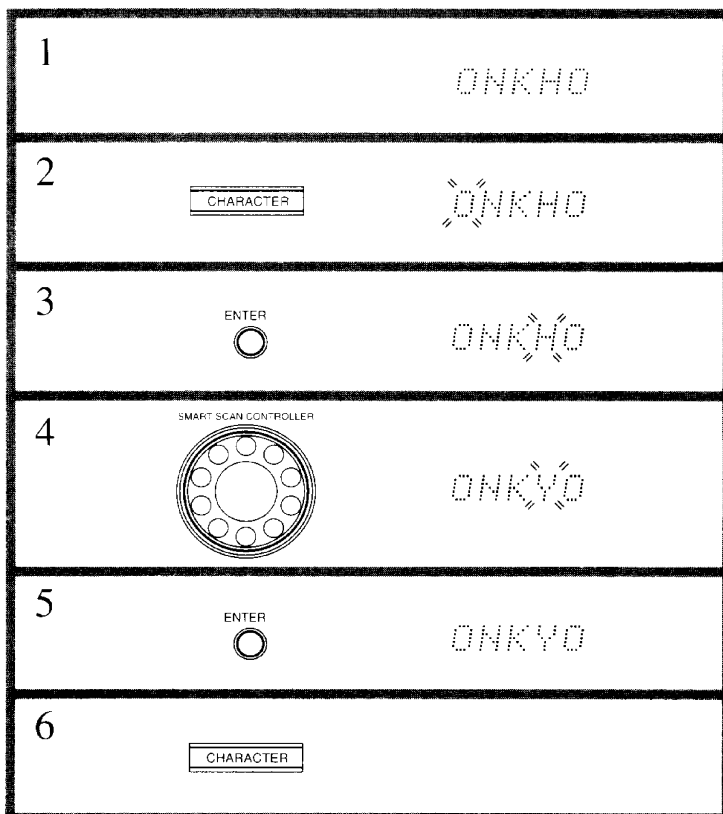 1
ONKHO
2
CHARACTER
ONKHO
3
ENTER
ONKHO
4
SMART SCAN CONTROLLER
ONKYO
5
ENTER
ONKYO
6
CHARACTER